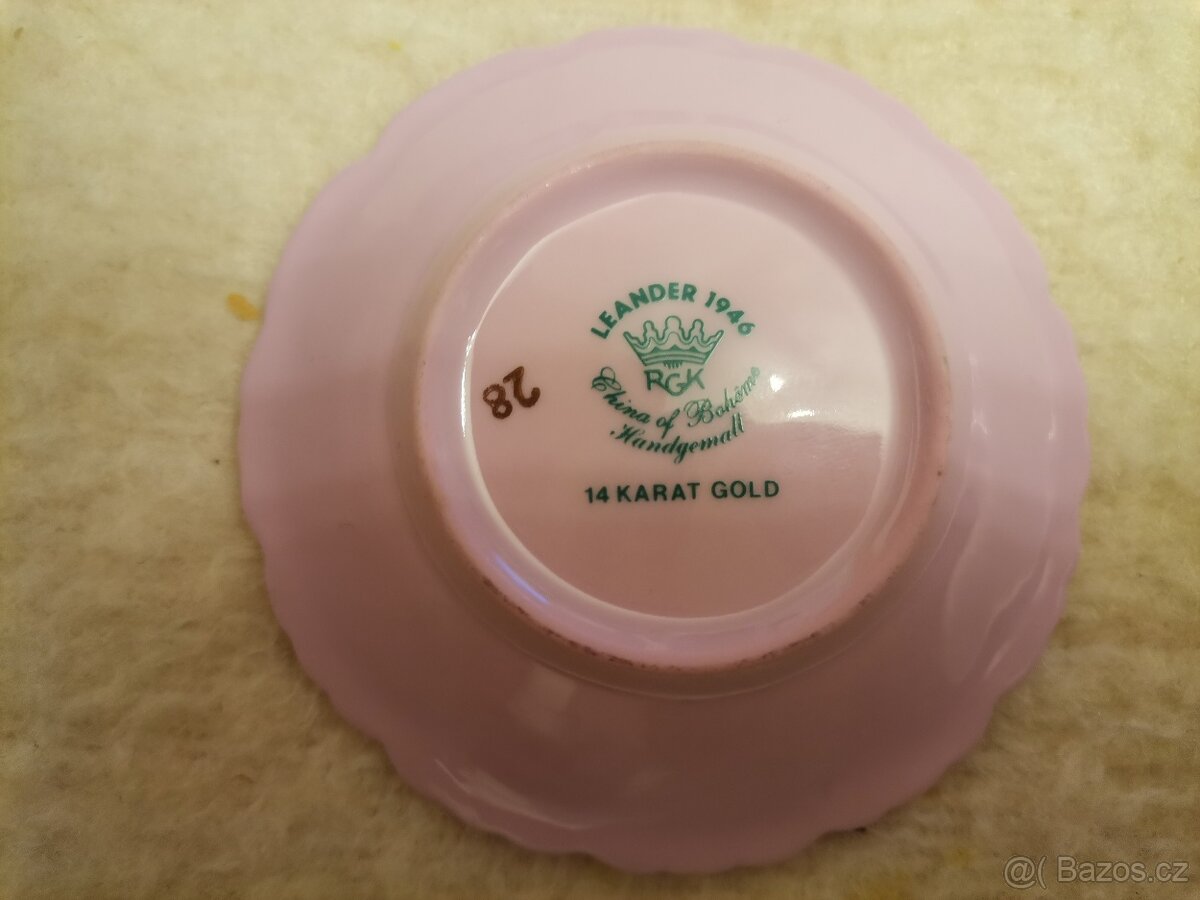 LEANDER 1946
RGK
China of Bohême
Handgemalt
14 KARAT GOLD
28
@( Bazos.cz